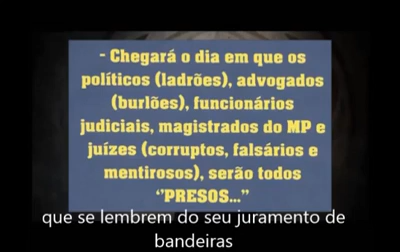 - Chegará o dia em que os
políticos (ladrões), advogados
(burlões), funcionários
judiciais, magistrados do MP e
juízes (corruptos, falsários e
mentirosos), serão todos
‘’PRESOS...”
que se lembrem do seu juramento de
bandeiras